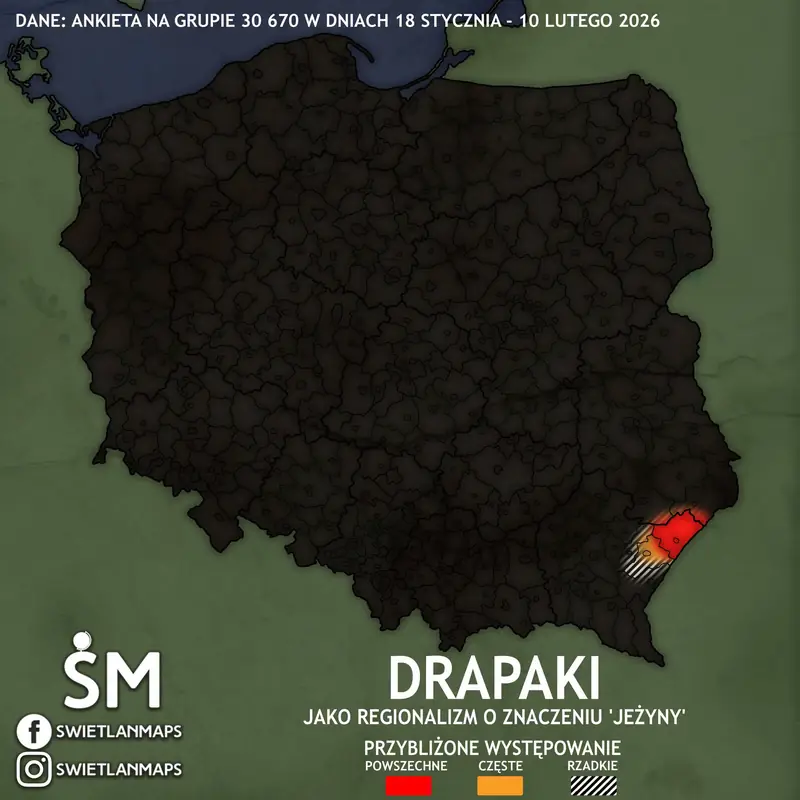 DANE: ANKIETA NA GRUPIE 30 670 W DNIACH 18 STYCZNIA - 10 LUTEGO 2026
ŚM
SWIETLANMAPS
SWIETLANMAPS
DRAPAKI
JAKO REGIONALIZM O ZNACZENIU 'JEŻYNY'
PRZYBLIŻONE WYSTĘPOWANIE
POWSZECHNE CZĘSTE RZADKIE